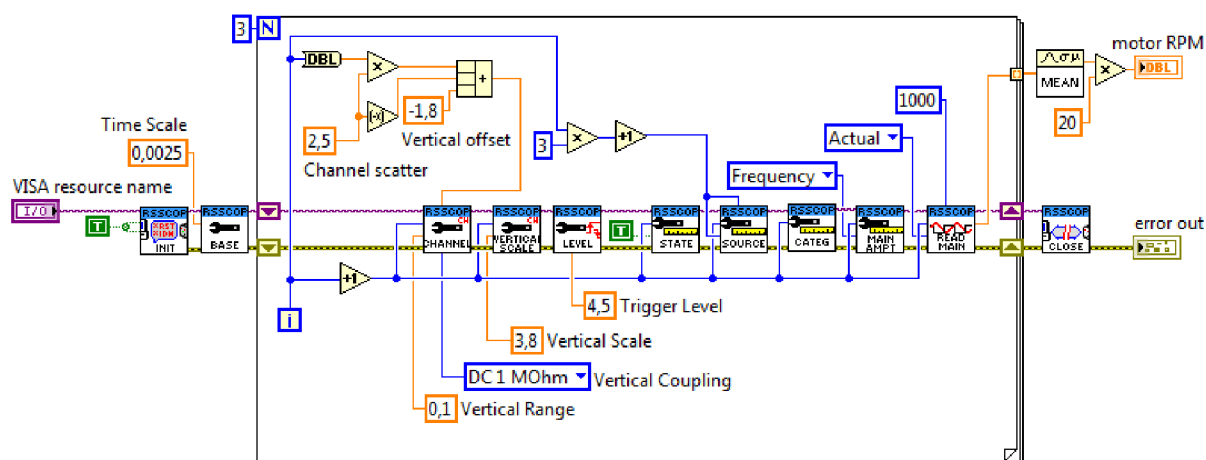 3 N
DBL
×
+
motor RPM
DBL
MEAN
×
20
-1,8
1000
2,5
Vertical offset
Channel scatter
3
×
+1
Actual
Frequency
Time Scale
0,0025
VISA resource name
I/O
T
RSSCOP
INIT
RSSCOP
BASE
RSSCOP
CH
CHANNEL
RSSCOP
CH
VERTICAL
SCALE
RSSCOP
LEVEL
T
RSSCOP
STATE
RSSCOP
SOURCE
RSSCOP
CATEG
RSSCOP
MAIN
AMPT
RSSCOP
READ
MAIN
RSSCOP
CLOSE
error out
+1
i
4,5 Trigger Level
3,8 Vertical Scale
DC 1 MOhm Vertical Coupling
0,1 Vertical Range